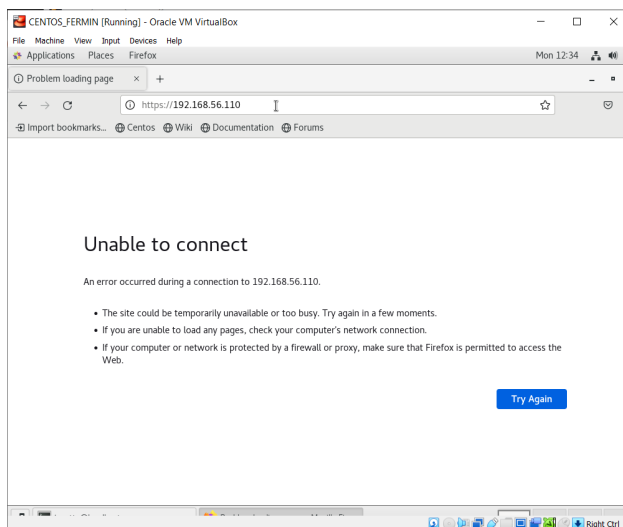 CENTOS_FERMIN [Running] - Oracle VM VirtualBox
File Machine View Input Devices Help
Applications Places Firefox Mon 12:34
Problem loading page
https://192.168.56.110
Import bookmarks... Centos Wiki Documentation Forums
Unable to connect
An error occurred during a connection to 192.168.56.110.
The site could be temporarily unavailable or too busy. Try again in a few moments.
If you are unable to load any pages, check your computer's network connection.
If your computer or network is protected by a firewall or proxy, make sure that Firefox is permitted to access the
Web.
Try Again
Right Ctrl